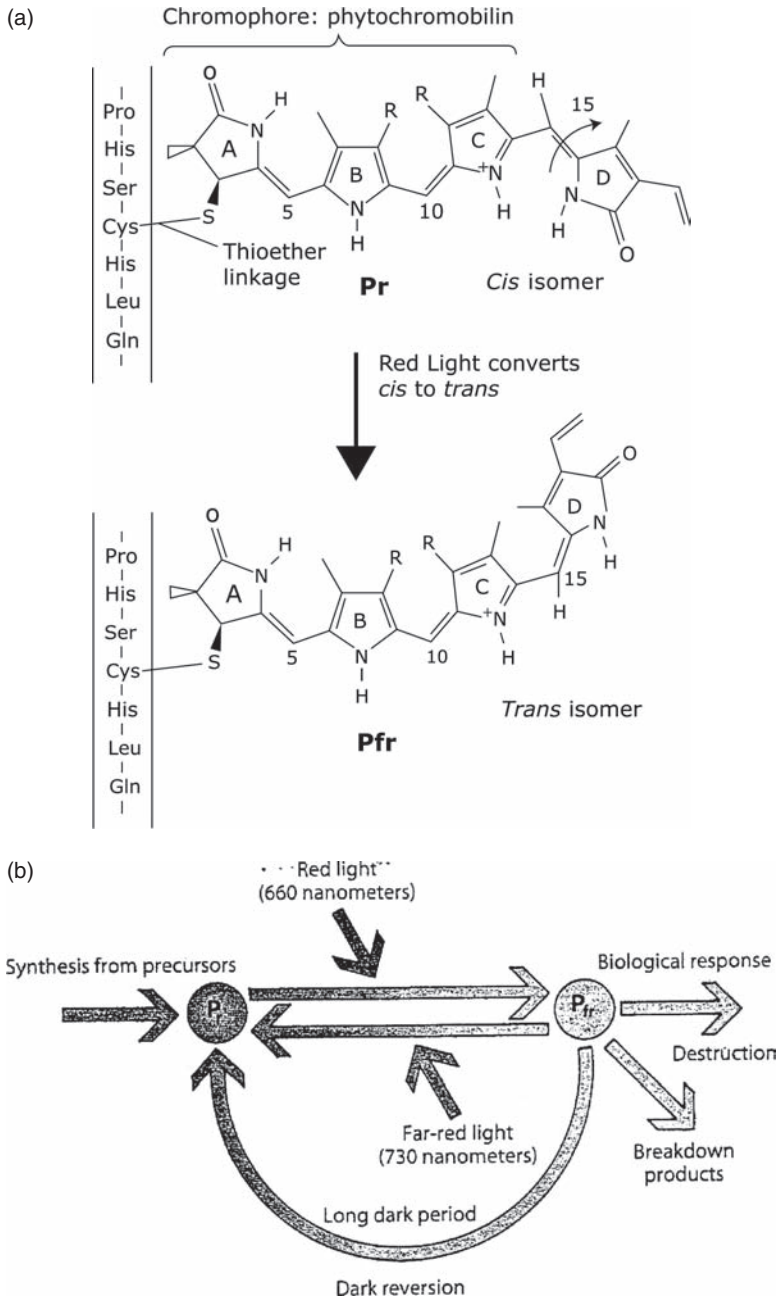 (a)
Chromophore: phytochromobilin
Pro
His
Ser
Cys
His
Leu
Gln
O
H
N
A
S
5
R
B
N
H
10
R
C
+N
H
H
15
D
N
H
O
Thioether
linkage
Pr
Cis isomer
Red Light converts
cis to trans
Pro
His
Ser
Cys
His
Leu
Gln
O
H
N
A
S
5
R
B
N
H
10
R
C
+N
H
15
H
D
N
H
O
Trans isomer
Pfr
(b)
Red light
(660 nanometers)
Synthesis from precursors
Pr
Pfr
Biological response
Destruction
Far-red light
(730 nanometers)
Breakdown
products
Long dark period
Dark reversion